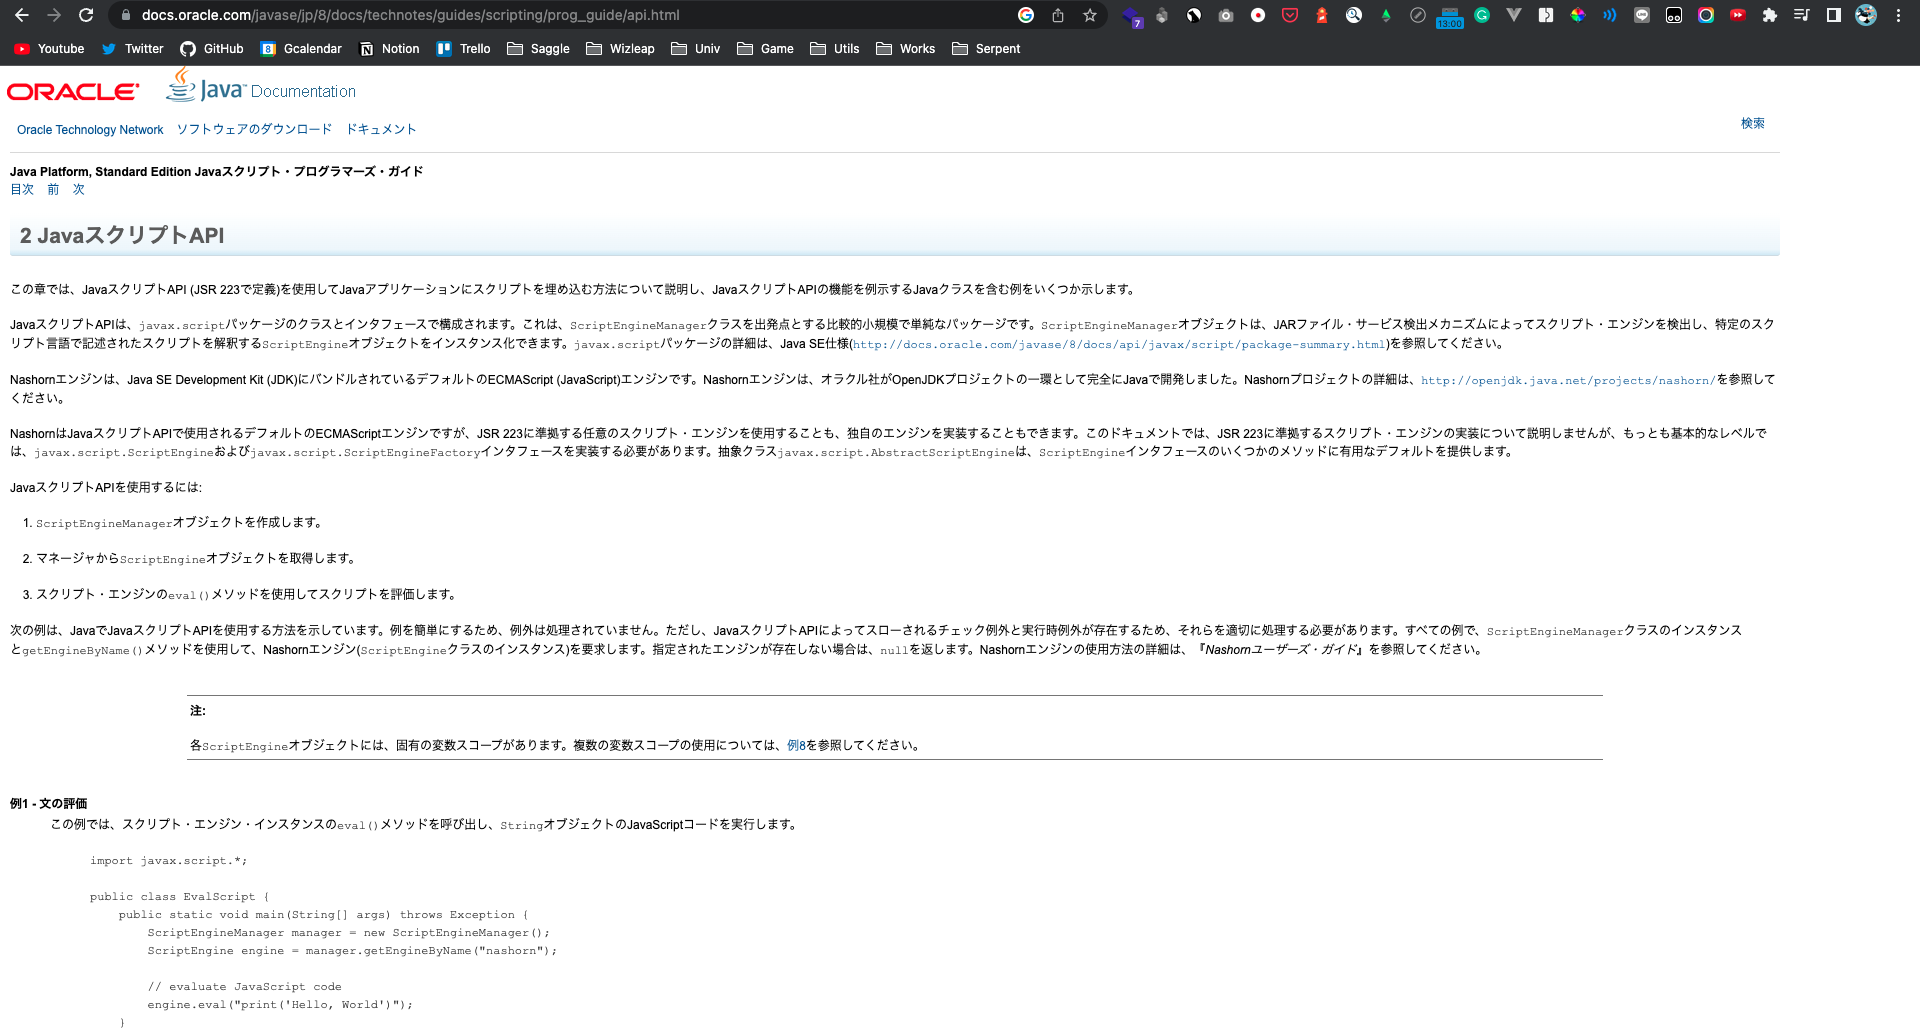 docs.oracle.com/javase/jp/8/docs/technotes/guides/scripting/prog_guide/api.html
7
13:00
Youtube Twitter GitHub 8 Gcalendar Notion Trello Saggle Wizleap Univ Game Utils Works Serpent
ORACLE Java Documentation
Oracle Technology Network ソフトウェアのダウンロード ドキュメント 検索
Java Platform, Standard Edition Javaスクリプト・プログラマーズ・ガイド
目次 前 次
2 JavaスクリプトAPI
この章では、JavaスクリプトAPI (JSR 223で定義)を使用してJavaアプリケーションにスクリプトを埋め込む方法について説明し、JavaスクリプトAPIの機能を例示するJavaクラスを含む例をいくつか示します。
JavaスクリプトAPIは、javax.scriptパッケージのクラスとインタフェースで構成されます。これは、ScriptEngineManagerクラスを出発点とする比較的小規模で単純なパッケージです。ScriptEngineManagerオブジェクトは、JARファイル・サービス検出メカニズムによってスクリプト・エンジンを検出し、特定のスク
リプト言語で記述されたスクリプトを解釈するScriptEngineオブジェクトをインスタンス化できます。javax.scriptパッケージの詳細は、Java SE仕様(http://docs.oracle.com/javase/8/docs/api/javax/script/package-summary.html)を参照してください。
Nashornエンジンは、Java SE Development Kit (JDK)にバンドルされているデフォルトのECMAScript (JavaScript)エンジンです。Nashornエンジンは、オラクル社がOpenJDKプロジェクトの一環として完全にJavaで開発しました。Nashornプロジェクトの詳細は、http://openjdk.java.net/projects/nashorn/を参照して
ください。
NashornはJavaスクリプトAPIで使用されるデフォルトのECMAScriptエンジンですが、JSR 223に準拠する任意のスクリプト・エンジンを使用することも、独自のエンジンを実装することもできます。このドキュメントでは、JSR 223に準拠するスクリプト・エンジンの実装について説明しませんが、もっとも基本的なレベルで
は、javax.script.ScriptEngineおよびjavax.script.ScriptEngineFactoryインタフェースを実装する必要があります。抽象クラスjavax.script.AbstractScriptEngineは、ScriptEngineインタフェースのいくつかのメソッドに有用なデフォルトを提供します。
JavaスクリプトAPIを使用するには:
1. ScriptEngineManagerオブジェクトを作成します。
2. マネージャからScriptEngineオブジェクトを取得します。
3. スクリプト・エンジンのeval()メソッドを使用してスクリプトを評価します。
次の例は、JavaでJavaスクリプトAPIを使用する方法を示しています。例を簡単にするため、例外は処理されていません。ただし、JavaスクリプトAPIによってスローされるチェック例外と実行時例外が存在するため、それらを適切に処理する必要があります。すべての例で、ScriptEngineManagerクラスのインスタンス
とgetEngineByName()メソッドを使用して、Nashornエンジン(ScriptEngineクラスのインスタンス)を要求します。指定されたエンジンが存在しない場合は、nullを返します。Nashornエンジンの使用方法の詳細は、『Nashornユーザーズ・ガイド』を参照してください。
注:
各ScriptEngineオブジェクトには、固有の変数スコープがあります。複数の変数スコープの使用については、例8を参照してください。
例1 - 文の評価
この例では、スクリプト・エンジン・インスタンスのeval()メソッドを呼び出し、StringオブジェクトのJavaScriptコードを実行します。
import javax.script.*;
public class EvalScript {
public static void main(String[] args) throws Exception {
ScriptEngineManager manager = new ScriptEngineManager();
ScriptEngine engine = manager.getEngineByName("nashorn");
// evaluate JavaScript code
engine.eval("print('Hello, World')");
}